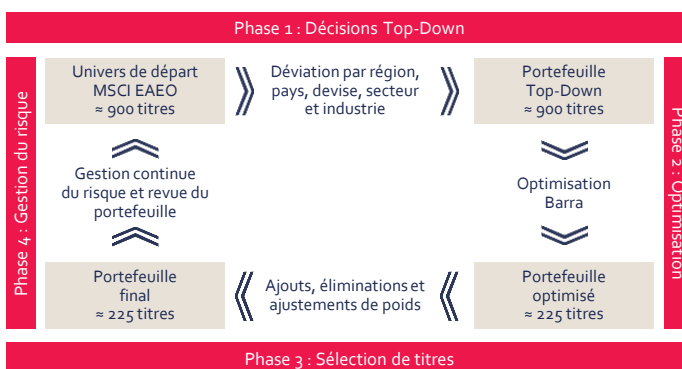 Phase 1 : Décisions Top-Down
Univers de départ
MSCI EAEO
≈ 900 titres
Déviation par région,
pays, devise, secteur
et industrie
Portefeuille
Top-Down
≈ 900 titres
Phase 2 : Optimisation
Optimisation
Barra
Portefeuille
optimisé
≈ 225 titres
Phase 3 : Sélection de titres
Ajouts, éliminations et
ajustements de poids
Portefeuille
final
≈ 225 titres
Phase 4 : Gestion du risque
Gestion continue
du risque et revue du
portefeuille